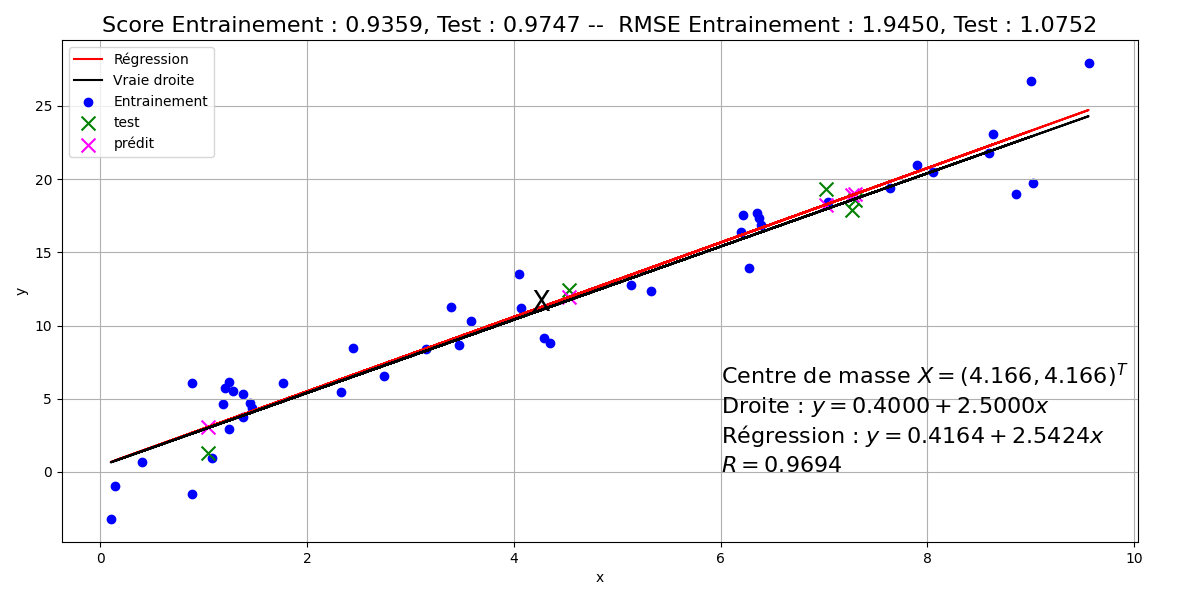 Score Entrainement : 0.9359, Test : 0.9747 --  RMSE Entrainement : 1.9450, Test : 1.0752
Régression
Vraie droite
Entrainement
test
prédit
25
20
15
10
5
0
y
X
Centre de masse X = (4.166, 4.166)^T
Droite : y = 0.4000 + 2.5000x
Régression : y = 0.4164 + 2.5424x
R = 0.9694
0 2 4 6 8 10
x